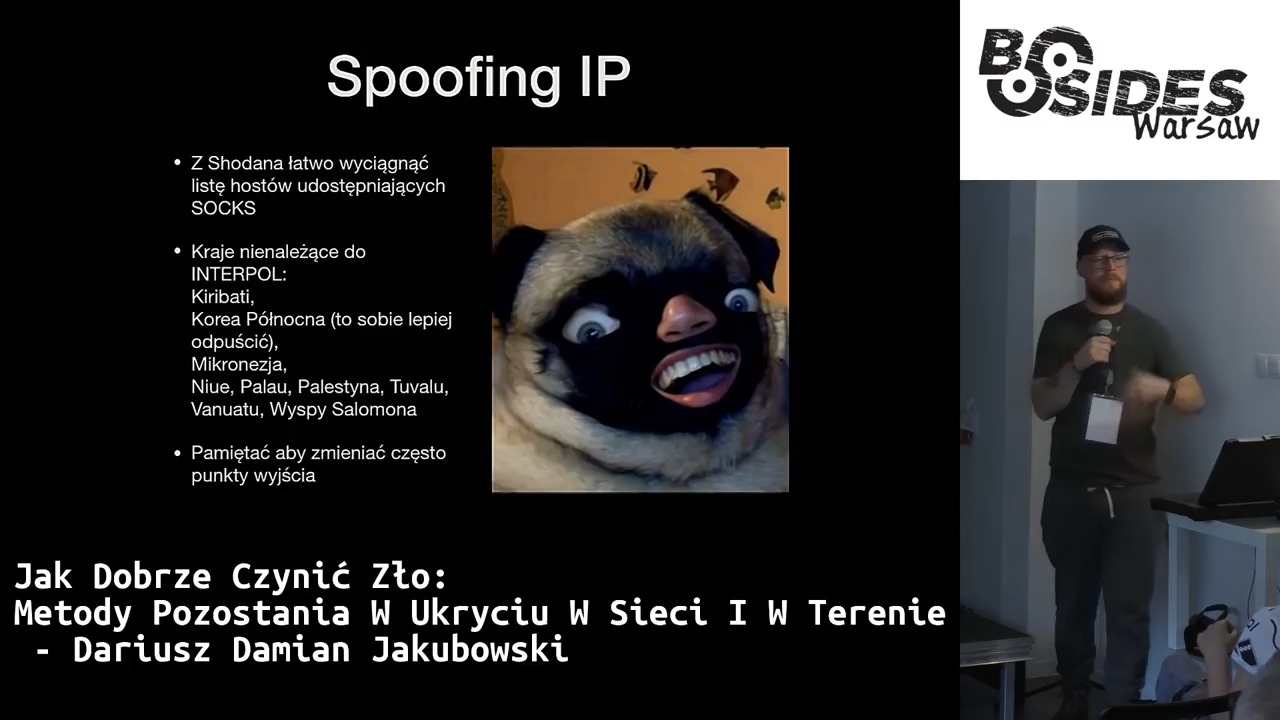 Spoofing IP
• Z Shodana łatwo wyciągnąć
listę hostów udostępniających
SOCKS
• Kraje nienależące do
INTERPOL:
Kiribati,
Korea Północna (to sobie lepiej
odpuścić),
Mikronezja,
Niue, Palau, Palestyna, Tuvalu,
Vanuatu, Wyspy Salomona
• Pamiętać aby zmieniać często
punkty wyjścia
BSIDES
Warsaw
Jak Dobrze Czynić Zło:
Metody Pozostania W Ukryciu W Sieci I W Terenie
- Dariusz Damian Jakubowski